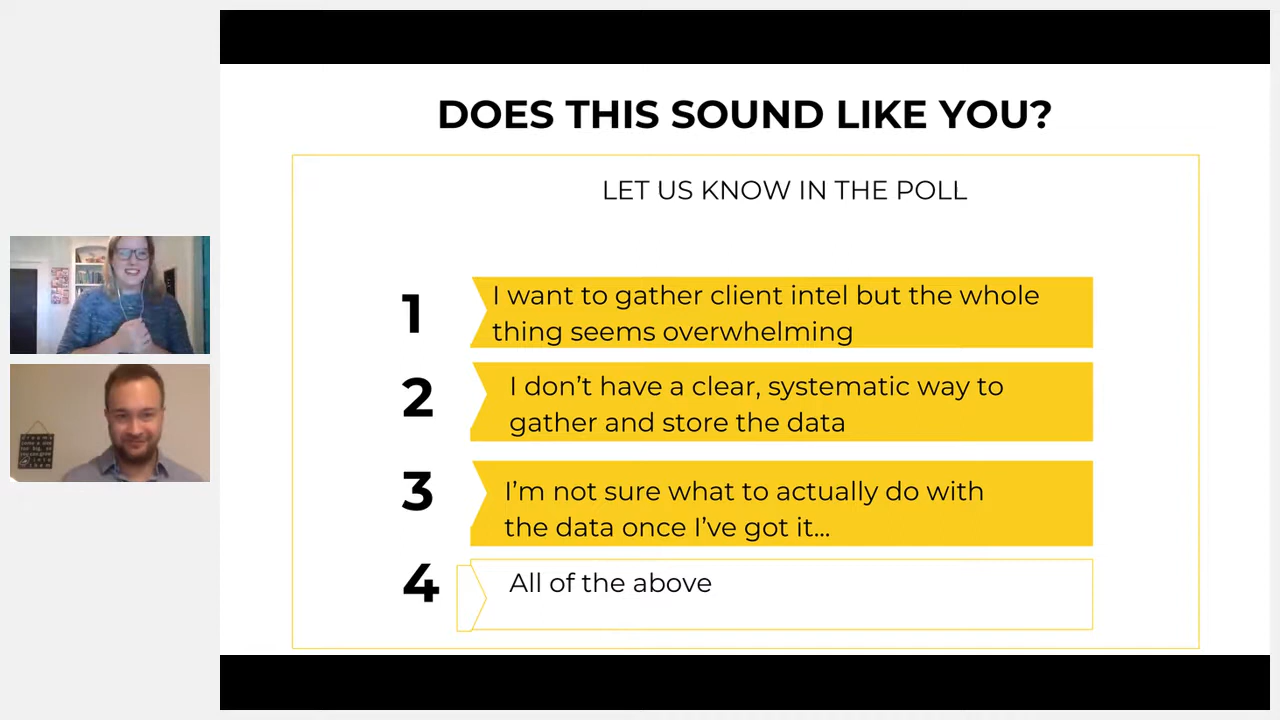 DOES THIS SOUND LIKE YOU?
LET US KNOW IN THE POLL
1
I want to gather client intel but the whole
thing seems overwhelming
2
I don’t have a clear, systematic way to
gather and store the data
3
I’m not sure what to actually do with
the data once I’ve got it...
4
All of the above